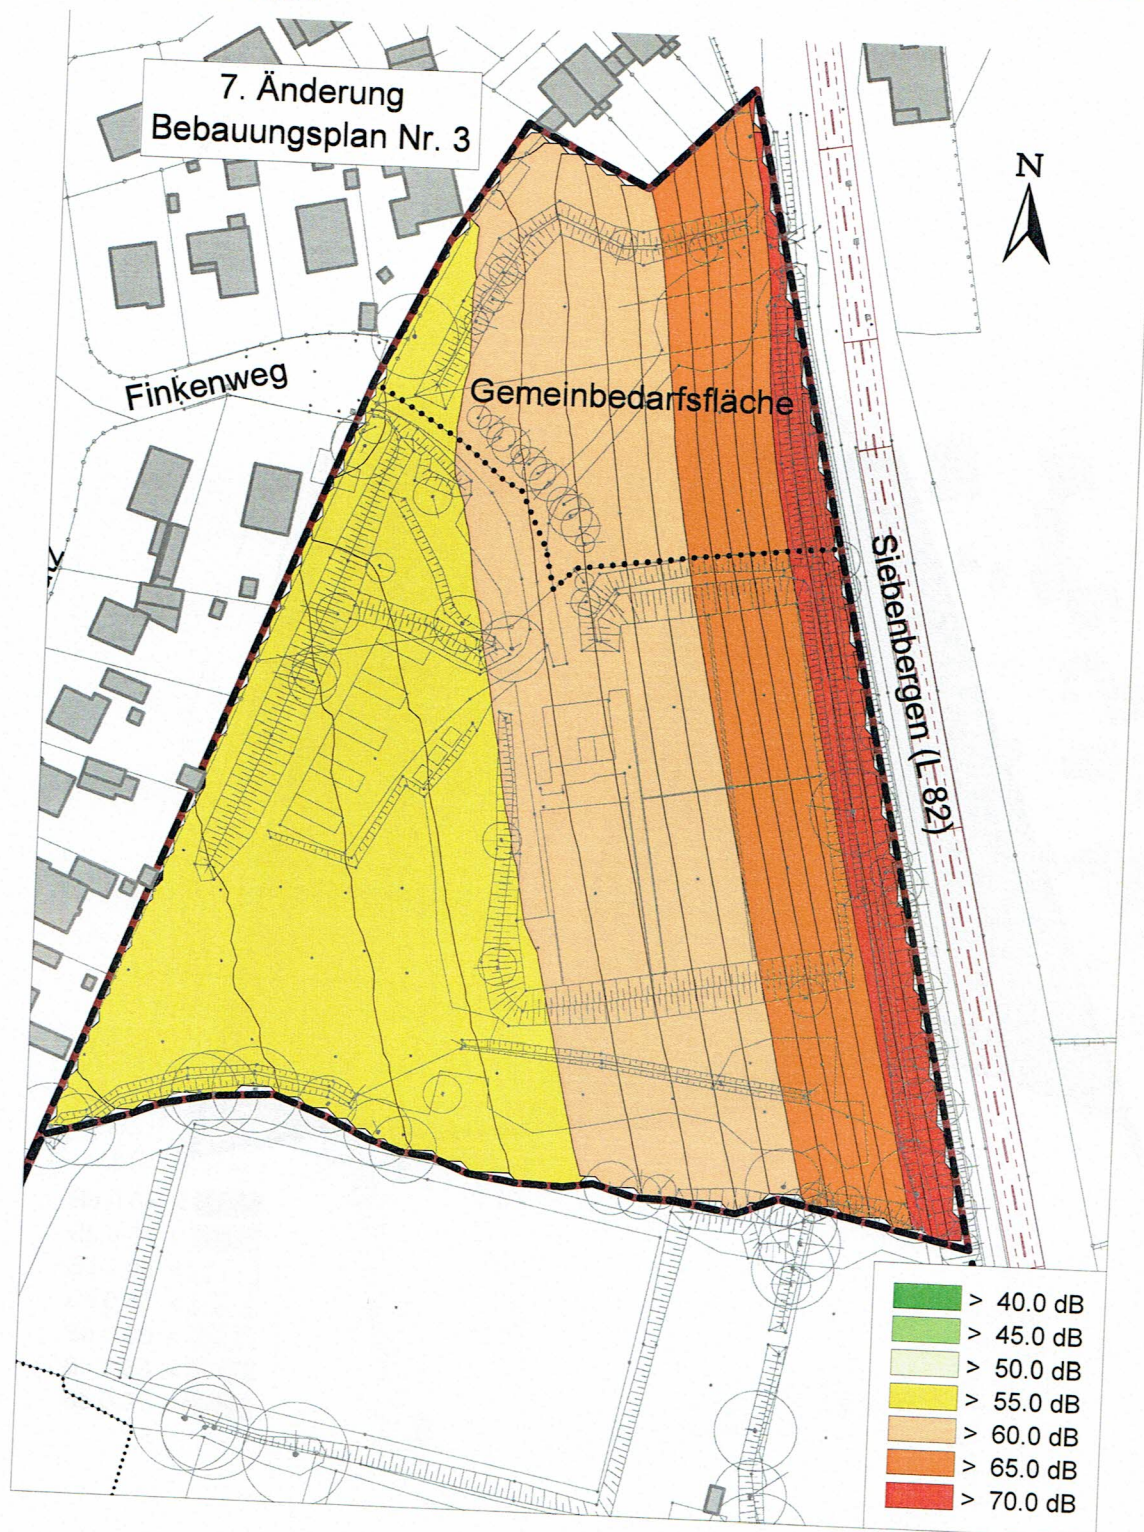 7. Änderung
Bebauungsplan Nr. 3
N
Finkenweg
Gemeinbedarfsfläche
Siebenbergen (L 82)
> 40.0 dB
> 45.0 dB
> 50.0 dB
> 55.0 dB
> 60.0 dB
> 65.0 dB
> 70.0 dB